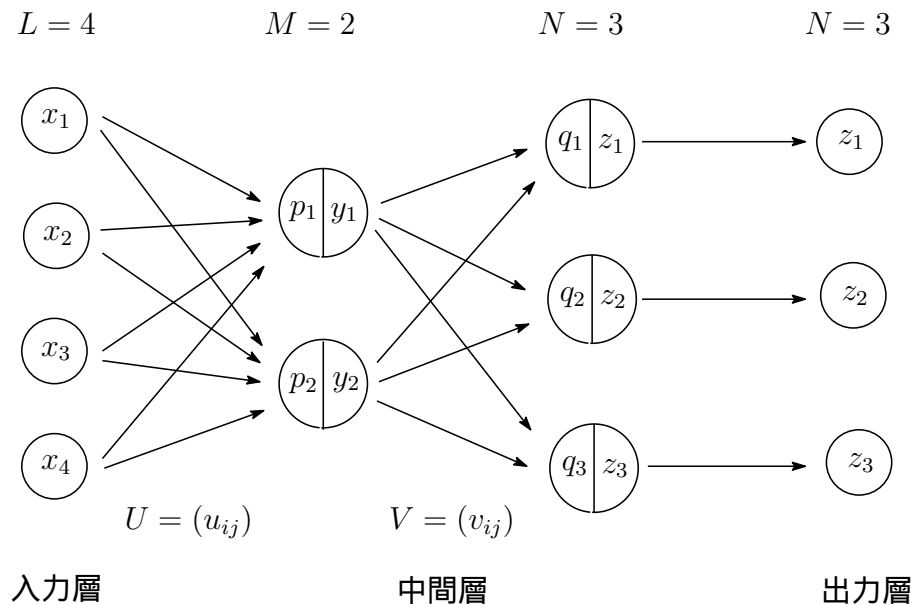 L = 4 M = 2 N = 3 N = 3
x₁
p₁ y₁
q₁ z₁
z₁
x₂
q₂ z₂
z₂
x₃
p₂ y₂
x₄
q₃ z₃
z₃
U = (uᵢⱼ) V = (vᵢⱼ)
入力層 中間層 出力層